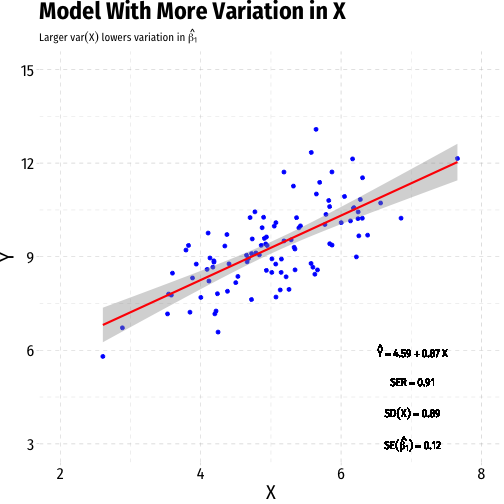 Model With More Variation in X
Larger var(X) lowers variation in β̂₁
15
12
9
6
3
Y
Ŷ = 4.59 + 0.87 X
SER = 0.91
SD(X) = 0.89
SE(β̂₁) = 0.12
2 4 6 8
X